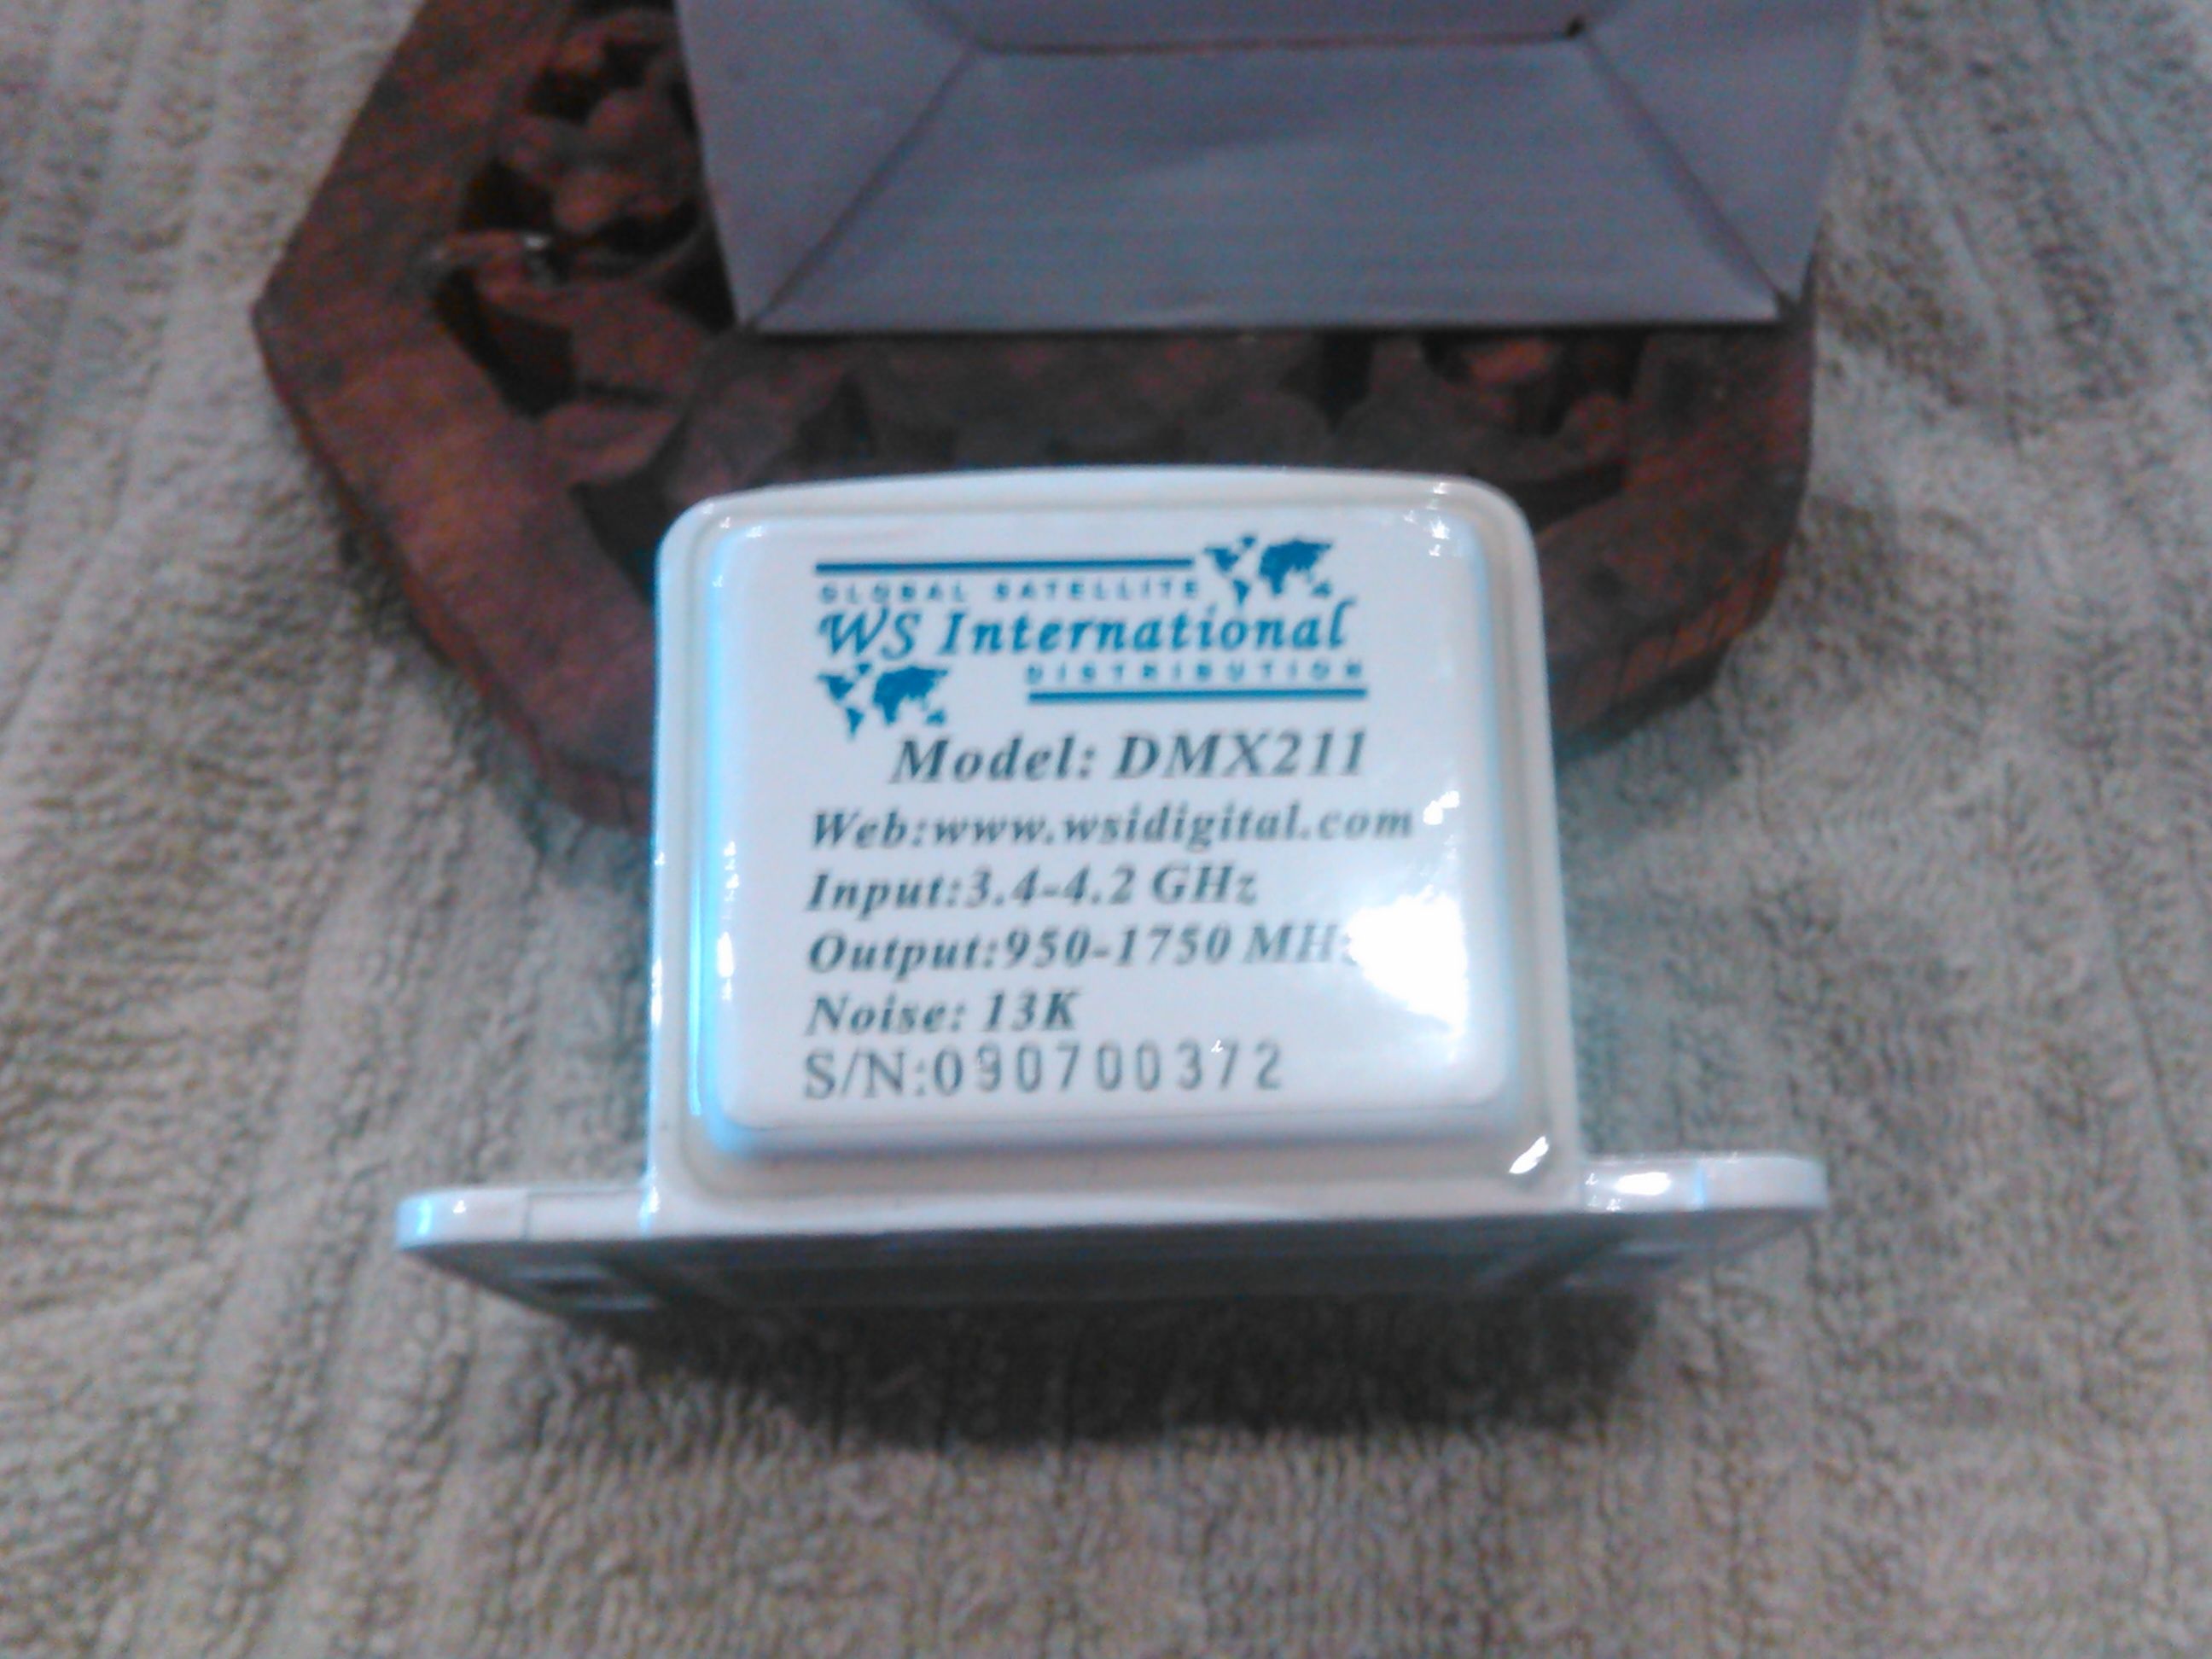 GLOBAL SATELLITE
WS International
DISTRIBUTION
Model: DMX211
Web:www.wsidigital.com
Input:3.4-4.2 GHz
Output:950-1750 MHz
Noise: 13K
S/N:090700372